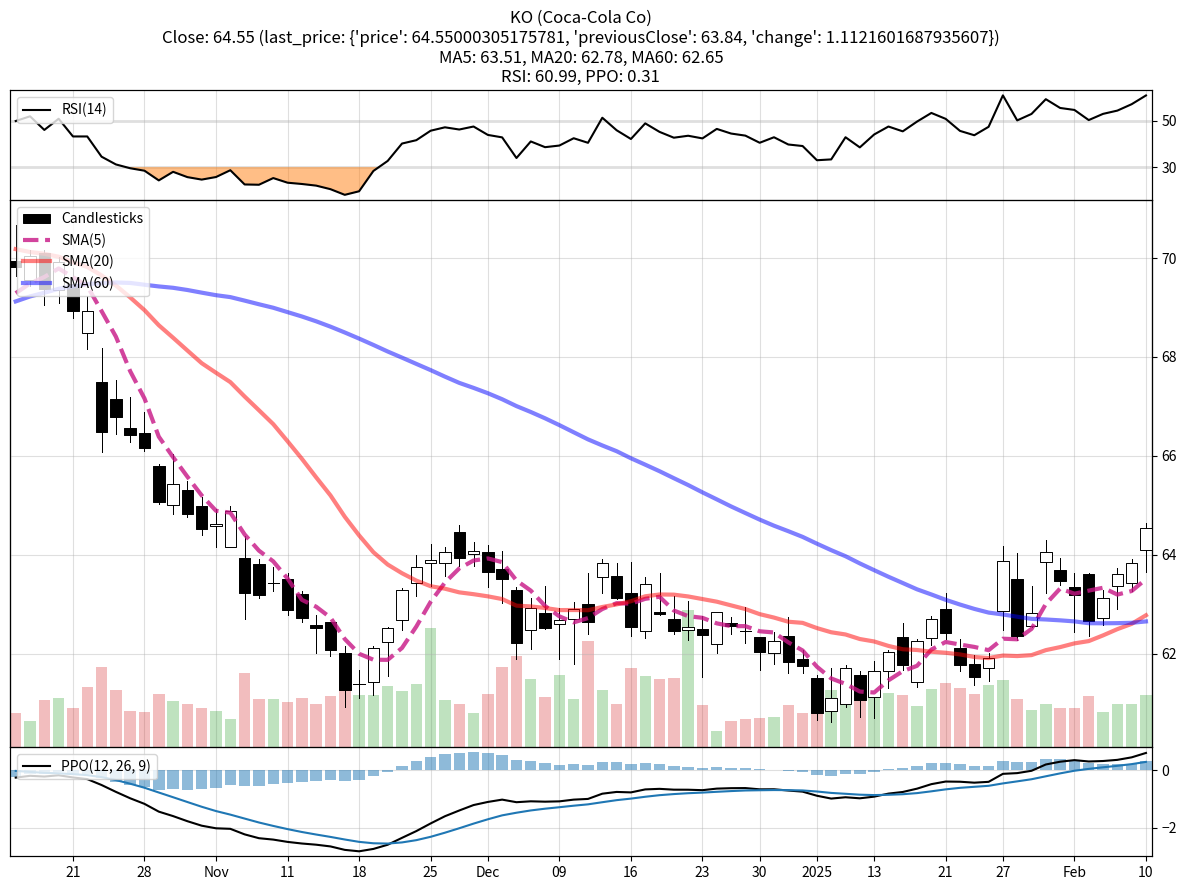 KO (Coca-Cola Co)
Close: 64.55 (last_price: {'price': 64.55000305175781, 'previousClose': 63.84, 'change': 1.1121601687935607})
MA5: 63.51, MA20: 62.78, MA60: 62.65
RSI: 60.99, PPO: 0.31
RSI(14)
50
30
Candlesticks
SMA(5)
SMA(20)
SMA(60)
70
68
66
64
62
PPO(12, 26, 9)
0
−2
21 28 Nov 11 18 25 Dec 09 16 23 30 2025 13 21 27 Feb 10